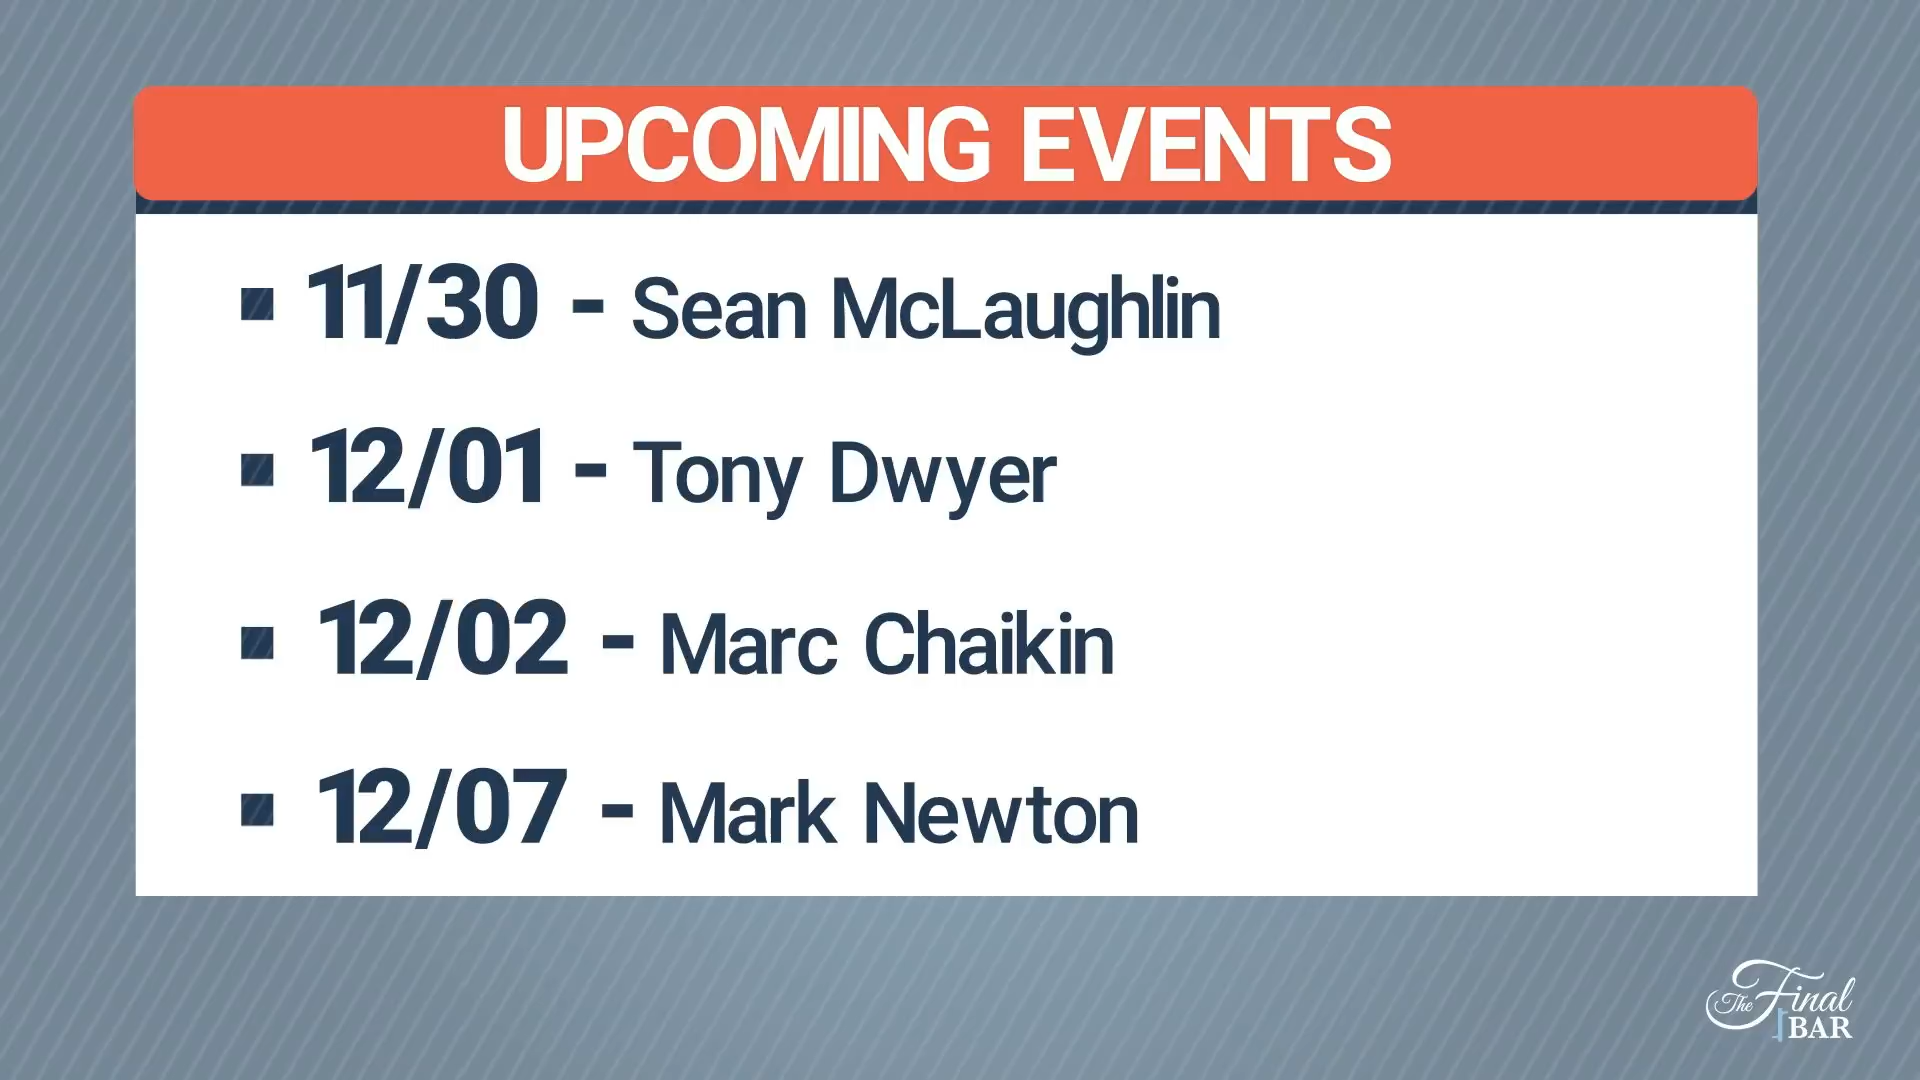 UPCOMING EVENTS
▪ 11/30 - Sean McLaughlin
▪ 12/01 - Tony Dwyer
▪ 12/02 - Marc Chaikin
▪ 12/07 - Mark Newton
The Final
BAR